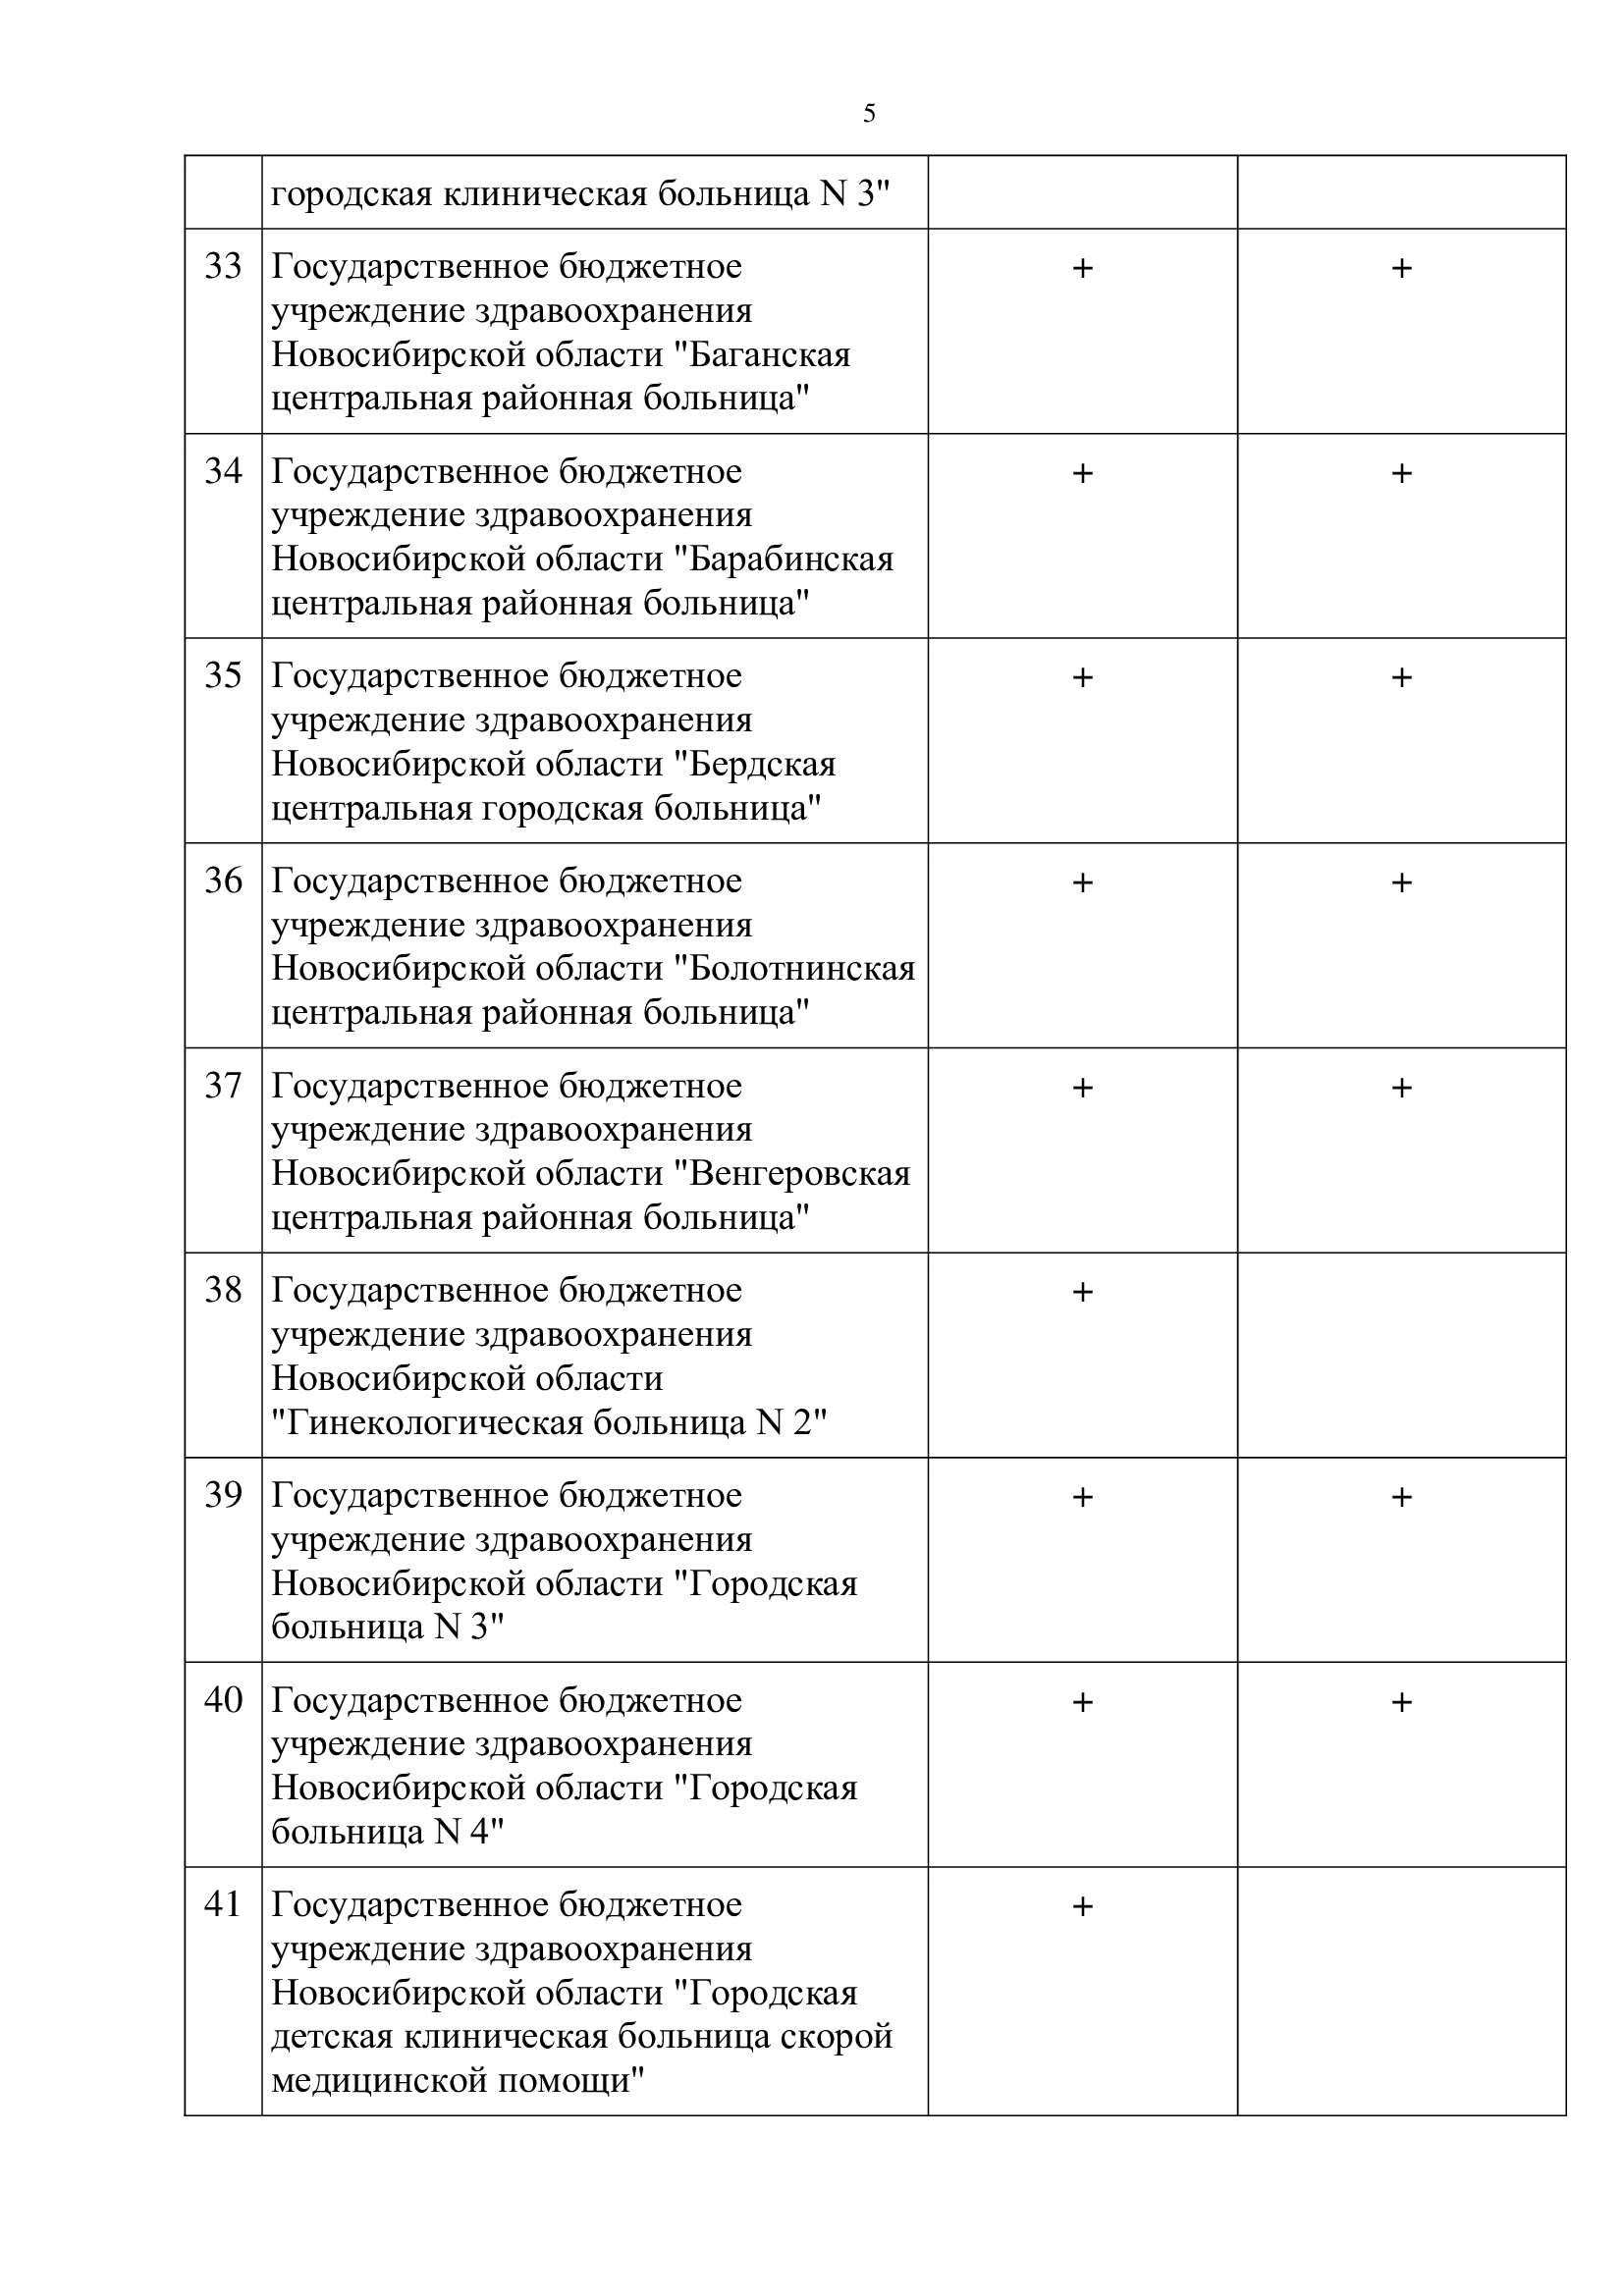 5
городская клиническая больница N 3"
33 Государственное бюджетное + +
учреждение здравоохранения
Новосибирской области "Баганская
центральная районная больница"
34 Государственное бюджетное + +
учреждение здравоохранения
Новосибирской области "Барабинская
центральная районная больница"
35 Государственное бюджетное + +
учреждение здравоохранения
Новосибирской области "Бердская
центральная городская больница"
36 Государственное бюджетное + +
учреждение здравоохранения
Новосибирской области "Болотнинская
центральная районная больница"
37 Государственное бюджетное + +
учреждение здравоохранения
Новосибирской области "Венгеровская
центральная районная больница"
38 Государственное бюджетное +
учреждение здравоохранения
Новосибирской области
"Гинекологическая больница N 2"
39 Государственное бюджетное + +
учреждение здравоохранения
Новосибирской области "Городская
больница N 3"
40 Государственное бюджетное + +
учреждение здравоохранения
Новосибирской области "Городская
больница N 4"
41 Государственное бюджетное +
учреждение здравоохранения
Новосибирской области "Городская
детская клиническая больница скорой
медицинской помощи"